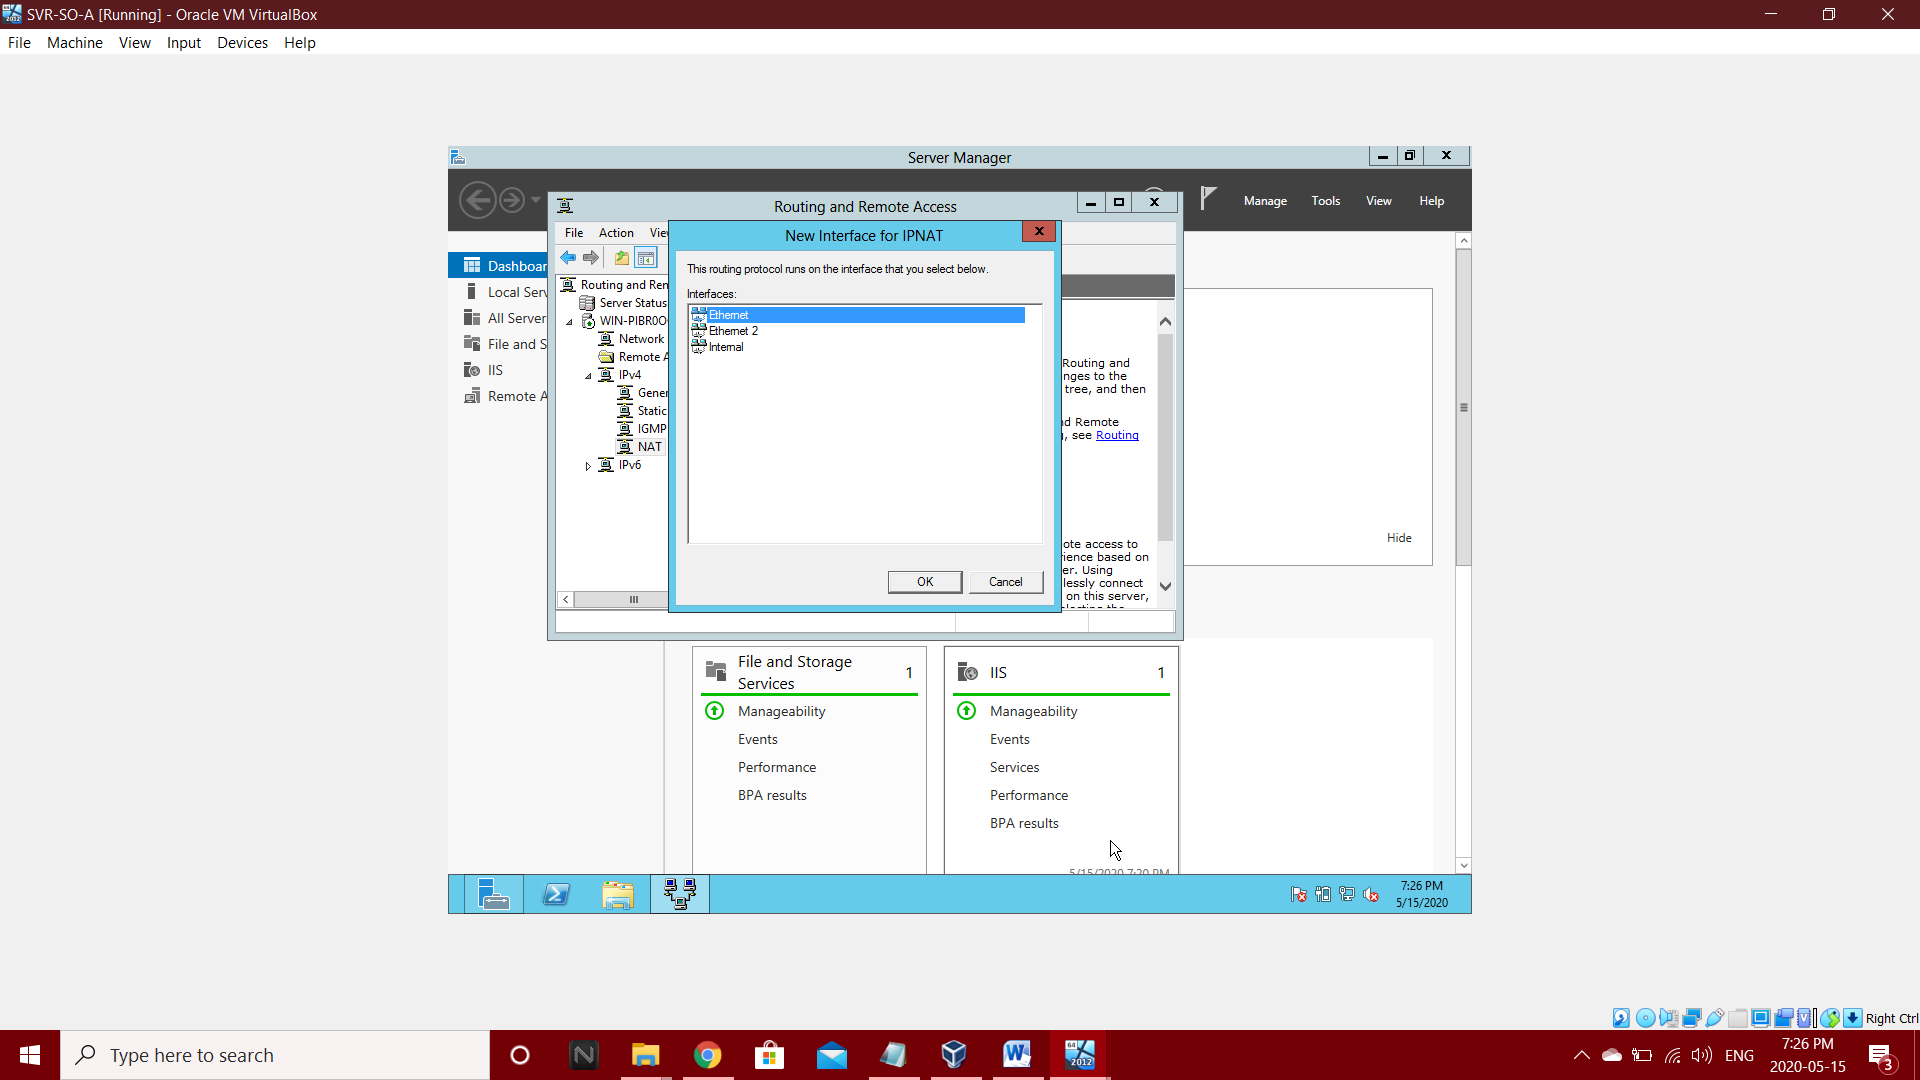 SVR-SO-A [Running] - Oracle VM VirtualBox
File Machine View Input Devices Help
Server Manager
Manage Tools View Help
Routing and Remote Access
File Action Vie
New Interface for IPNAT
This routing protocol runs on the interface that you select below.
Interfaces:
Ethernet
Ethernet 2
Internal
OK Cancel
Dashboar
Local Serv
All Server
File and S
IIS
Remote A
Routing and Rem
Server Status
WIN-PIBR0O
Network
Remote A
IPv4
Gener
Static
IGMP
NAT
IPv6
Routing and
nges to the
tree, and then
nd Remote
, see Routing
ote access to
ience based on
er. Using
lessly connect
on this server,
Hide
File and Storage
Services
1
Manageability
Events
Performance
BPA results
IIS 1
Manageability
Events
Services
Performance
BPA results
5/15/2020 7:20 PM
7:26 PM
5/15/2020
Right Ctrl
Type here to search
64
2012
ENG
7:26 PM
2020-05-15
3